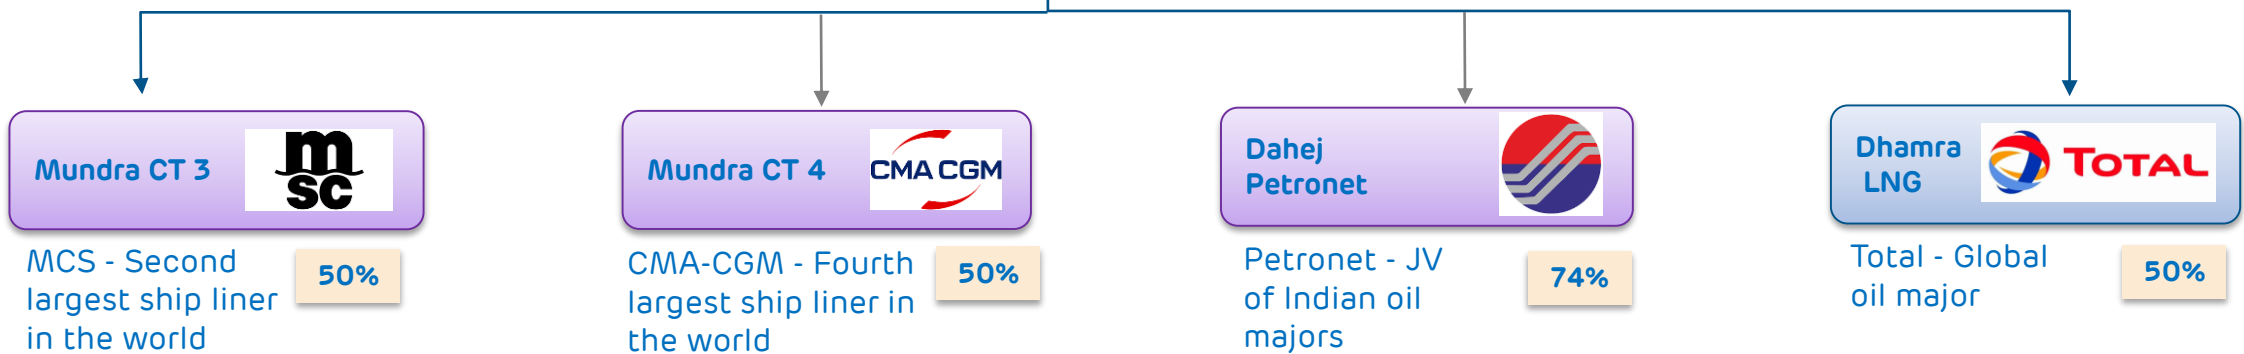 Mundra CT 3
m
sc
MCS - Second
largest ship liner
in the world
50%
Mundra CT 4
CMA CGM
CMA-CGM - Fourth
largest ship liner in
the world
50%
Dahej
Petronet
Petronet - JV
of Indian oil
majors
74%
Dhamra
LNG
TOTAL
Total - Global
oil major
50%